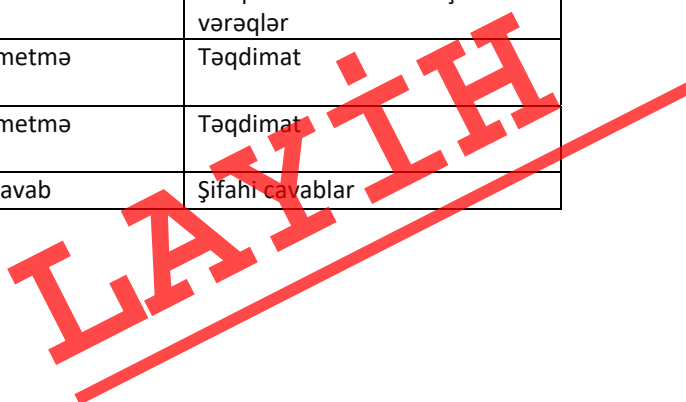 vərəqlər
metmə Təqdimat
metmə Təqdimat
avab Şifahi cavablar
LAYİH